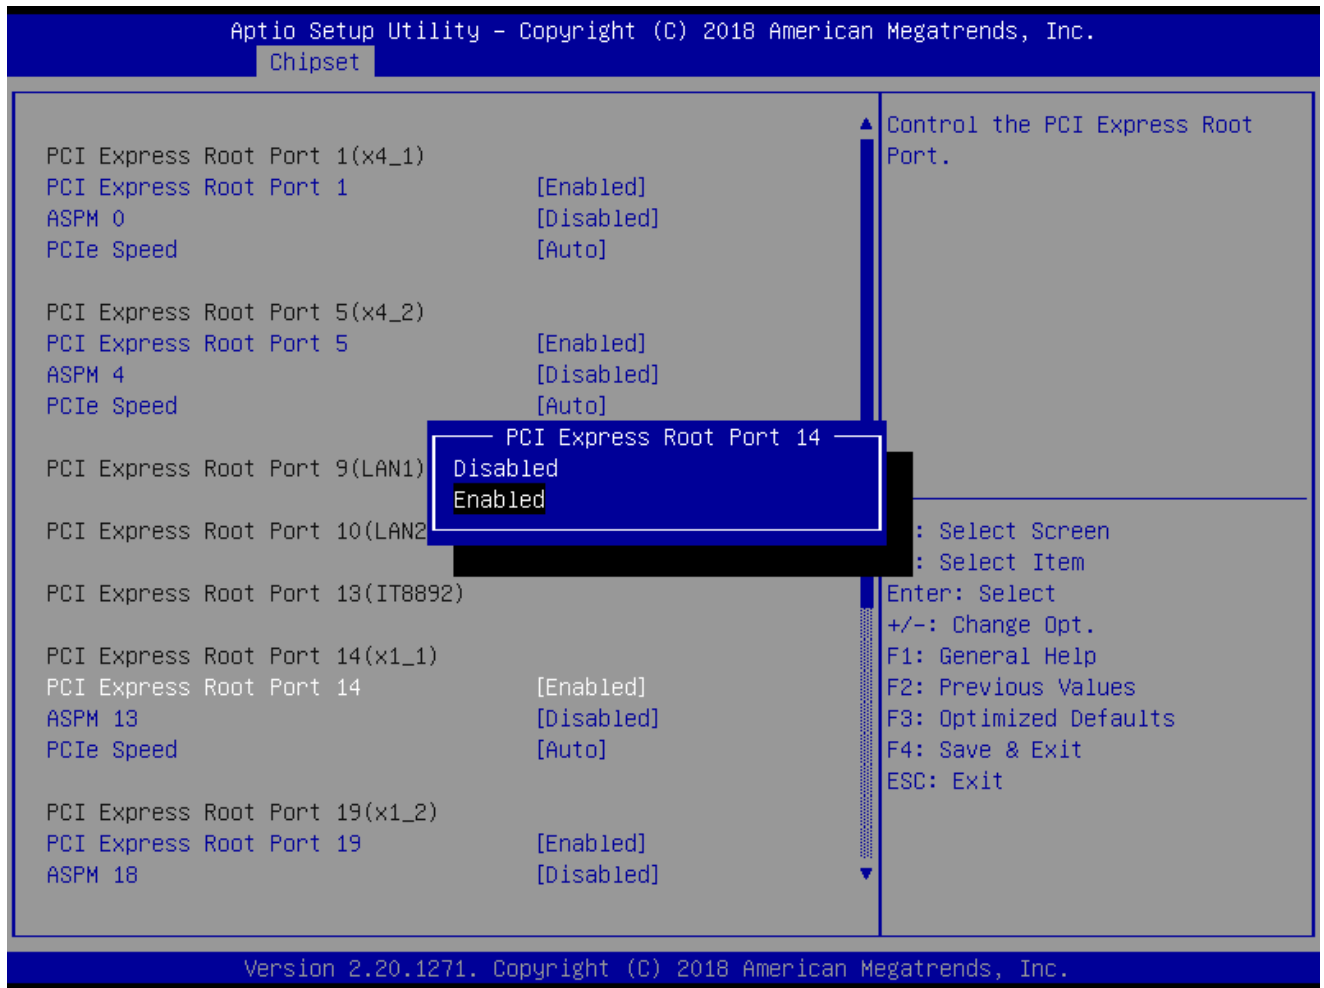 Aptio Setup Utility – Copyright (C) 2018 American Megatrends, Inc.
Chipset
PCI Express Root Port 1(x4_1)
PCI Express Root Port 1 [Enabled]
ASPM 0 [Disabled]
PCIe Speed [Auto]
PCI Express Root Port 5(x4_2)
PCI Express Root Port 5 [Enabled]
ASPM 4 [Disabled]
PCIe Speed [Auto]
PCI Express Root Port 9(LAN1)
PCI Express Root Port 10(LAN2
PCI Express Root Port 13(IT8892)
PCI Express Root Port 14(x1_1)
PCI Express Root Port 14 [Enabled]
ASPM 13 [Disabled]
PCIe Speed [Auto]
PCI Express Root Port 19(x1_2)
PCI Express Root Port 19 [Enabled]
ASPM 18 [Disabled]
PCI Express Root Port 14
Disabled
Enabled
Control the PCI Express Root
Port.
: Select Screen
: Select Item
Enter: Select
+/-: Change Opt.
F1: General Help
F2: Previous Values
F3: Optimized Defaults
F4: Save & Exit
ESC: Exit
Version 2.20.1271. Copyright (C) 2018 American Megatrends, Inc.